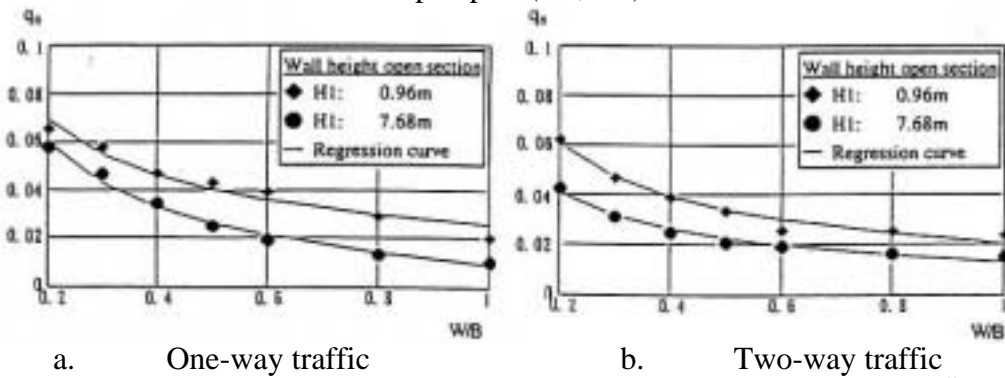 qₐ
0. 1
0. 08
0. 06
0. 04
0. 02
0
0. 2
0. 4
0. 6
0. 8
1
W/B
Wall height open section
H1: 0.96m
H1: 7.68m
Regression curve
a. One-way traffic
qₐ
0. 1
0. 08
0. 06
0. 04
0. 02
0
0. 2
0. 4
0. 6
0. 8
1
W/B
Wall height open section
H1: 0.96m
H1: 7.68m
Regression curve
b. Two-way traffic